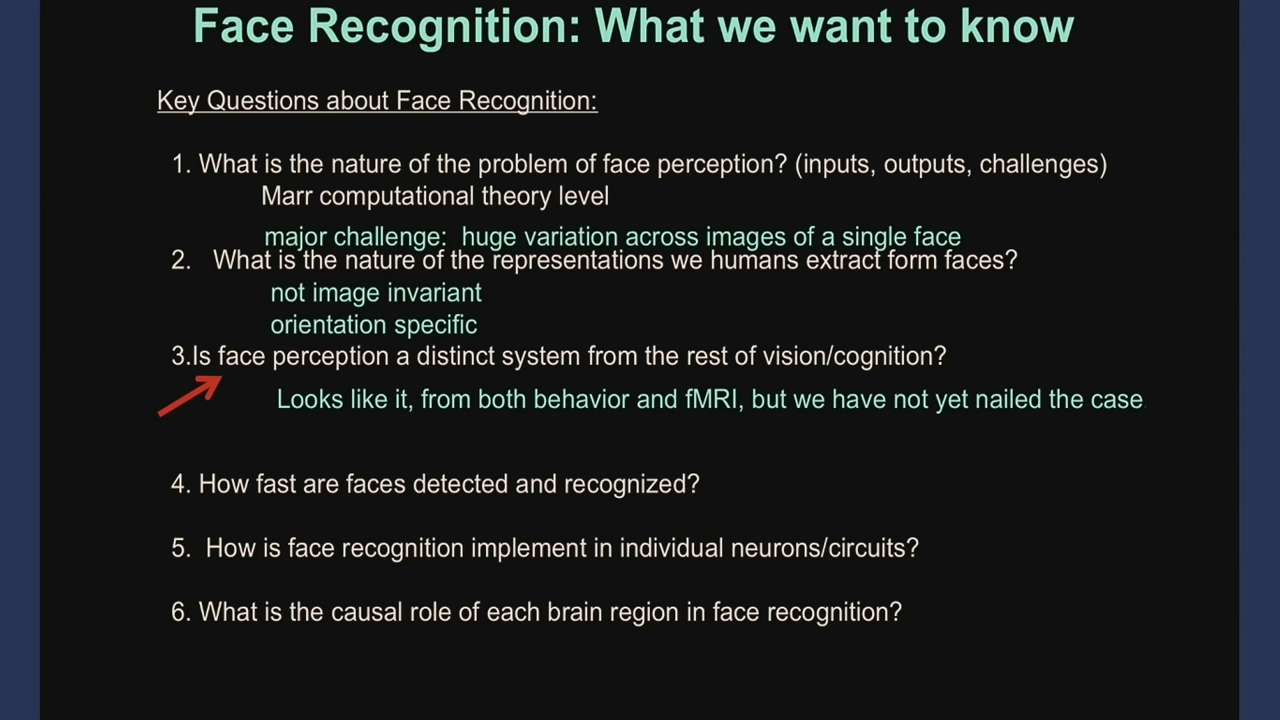 Face Recognition: What we want to know
Key Questions about Face Recognition:
1. What is the nature of the problem of face perception? (inputs, outputs, challenges)
Marr computational theory level
major challenge: huge variation across images of a single face
2. What is the nature of the representations we humans extract form faces?
not image invariant
orientation specific
3.Is face perception a distinct system from the rest of vision/cognition?
Looks like it, from both behavior and fMRI, but we have not yet nailed the case.
4. How fast are faces detected and recognized?
5. How is face recognition implement in individual neurons/circuits?
6. What is the causal role of each brain region in face recognition?